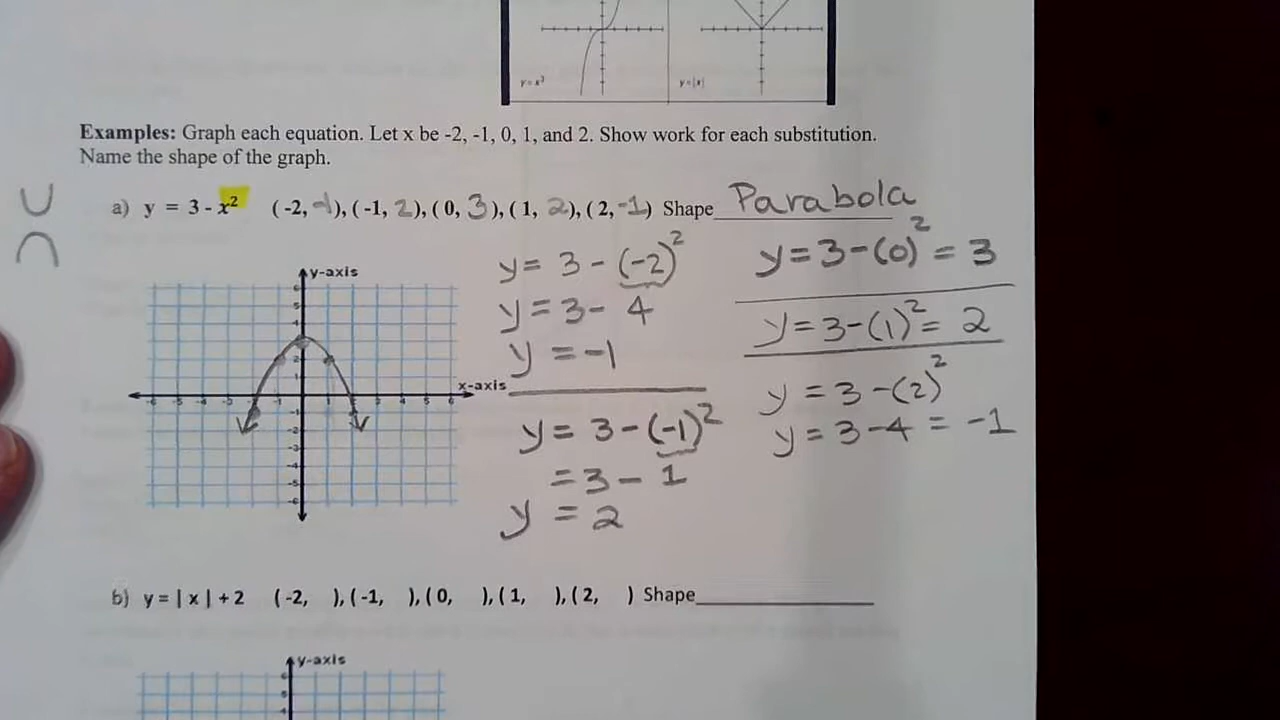 y=x³ y=|x|
Examples: Graph each equation. Let x be -2, -1, 0, 1, and 2. Show work for each substitution.
Name the shape of the graph.
a) y = 3 - x² (-2, -1), (-1, 2), (0, 3), (1, 2), (2, -1) Shape Parabola
y = 3 - (-2)²
y = 3 - 4
y = -1
y = 3 - (-1)²
= 3 - 1
y = 2
y = 3 - (0)² = 3
y = 3 - (1)² = 2
y = 3 - (2)²
y = 3 - 4 = -1
y-axis
x-axis
b) y = | x | + 2 (-2, ), (-1, ), (0, ), (1, ), (2, ) Shape
y-axis